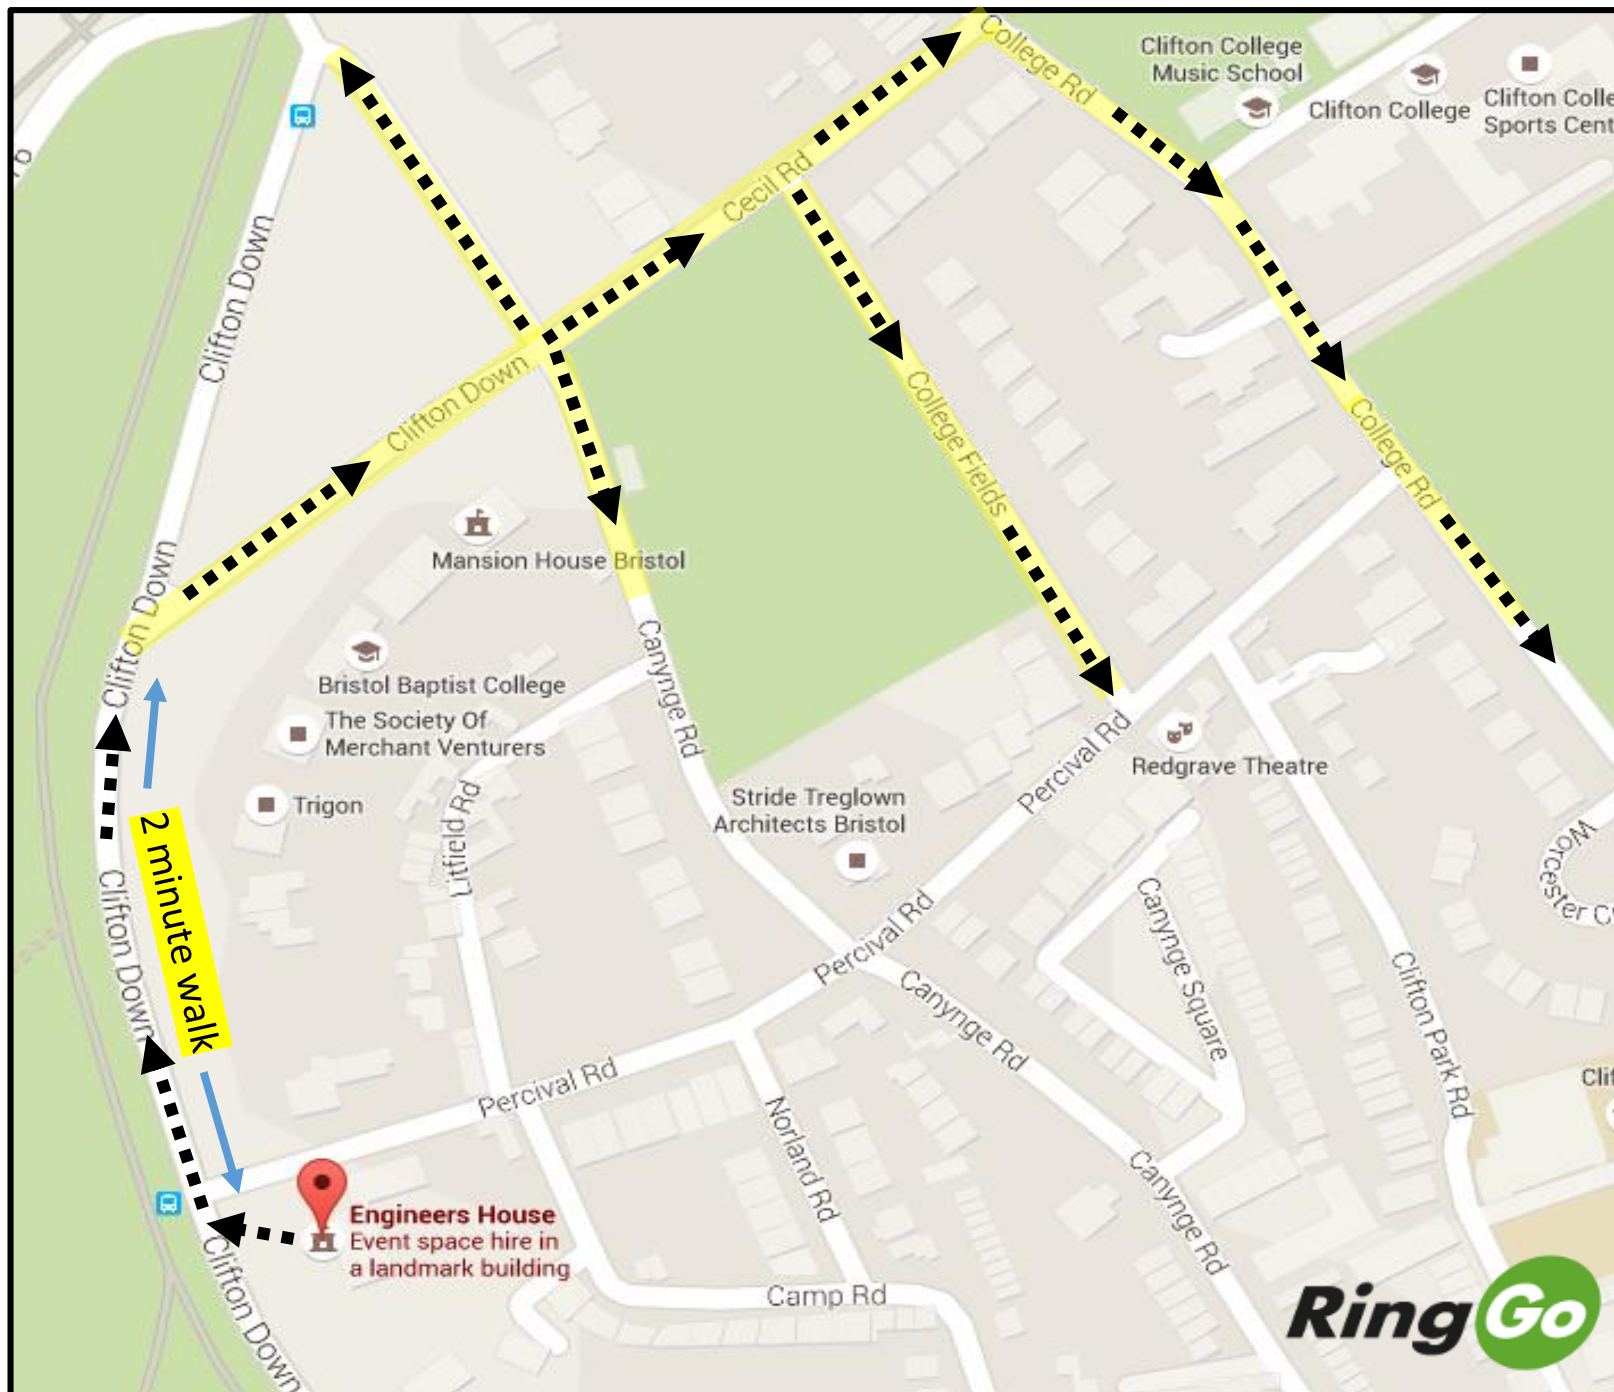 College Rd
Clifton College
Music School
Clifton College
Clifton Colle
Sports Cent
Cecil Rd
Clifton Down
Clifton Down
College Fields
College Rd
Mansion House Bristol
Clifton Down
Bristol Baptist College
Canynge Rd
The Society Of
Merchant Venturers
Percival Rd
Redgrave Theatre
Trigon
Litfield Rd
Stride Treglown
Architects Bristol
2 minute walk
Clifton Down
Worcester C
Percival Rd
Canynge Square
Canynge Rd
Clifton Park Rd
Percival Rd
Clif
Norland Rd
Canynge Rd
Engineers House
Event space hire in
a landmark building
Clifton Down
Camp Rd
RingGo